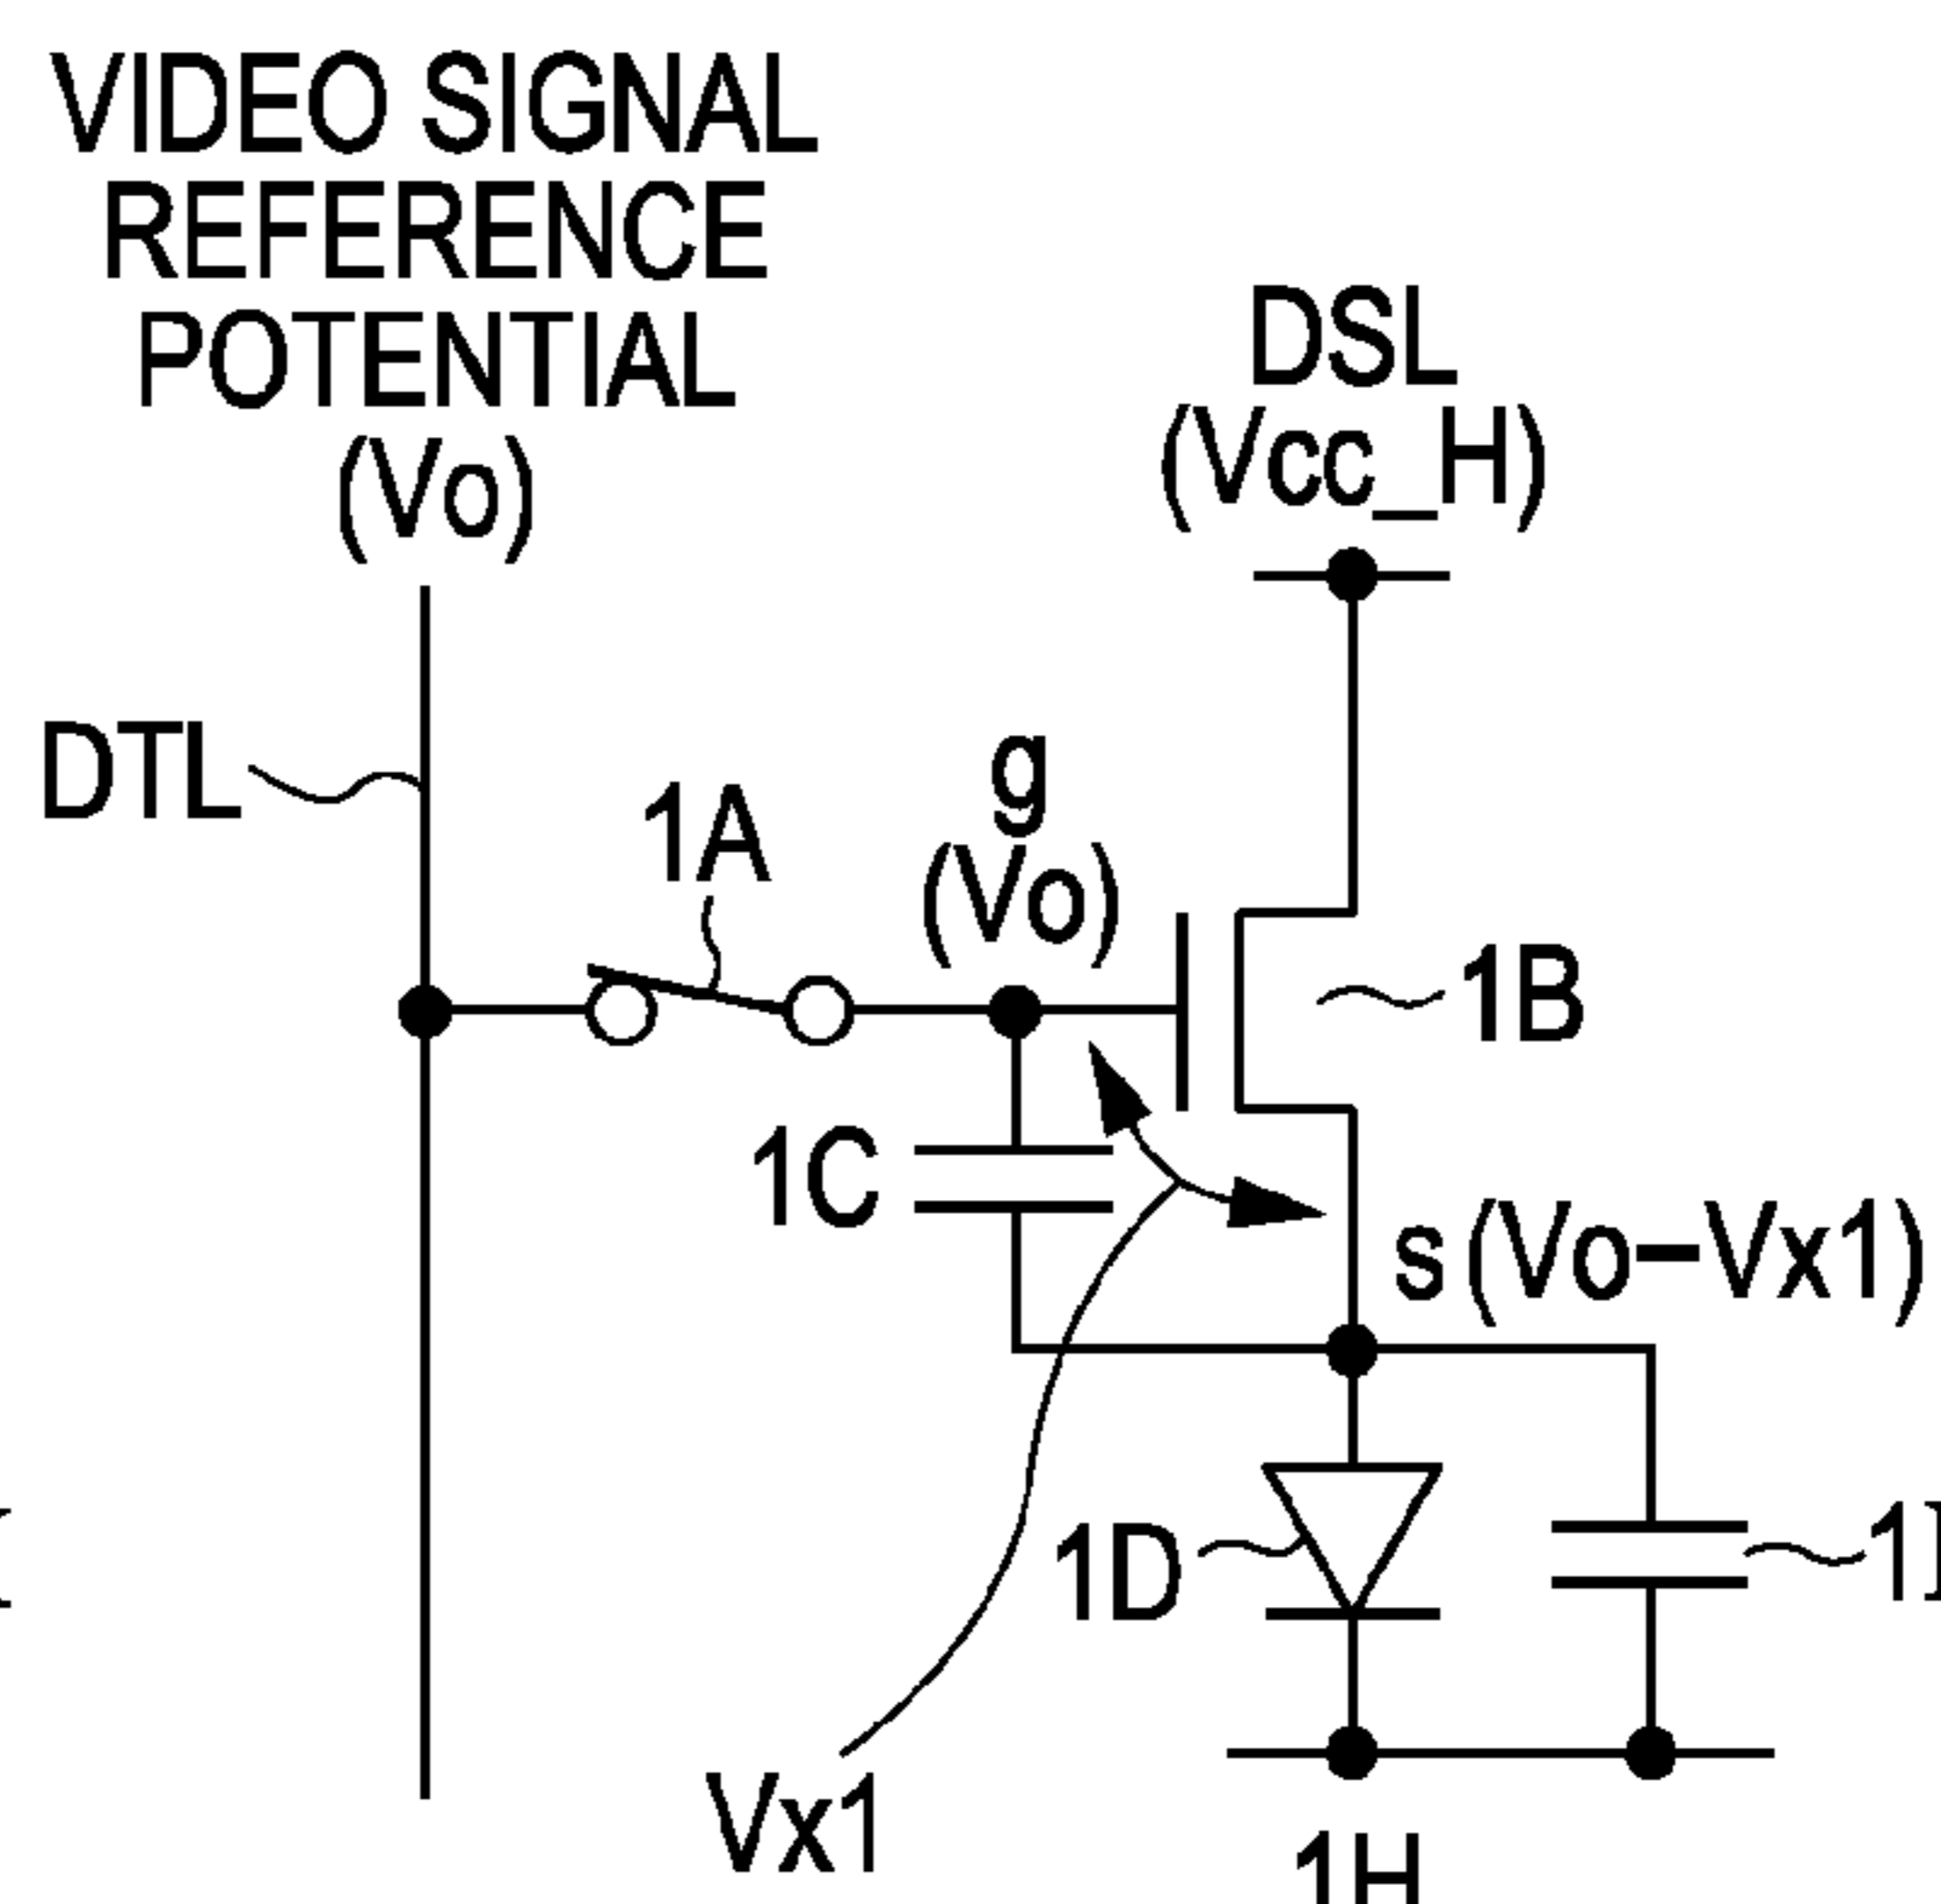 VIDEO SIGNAL
REFERENCE
POTENTIAL
(Vo)
DSL
(Vcc_H)
DTL
1A
g
(Vo)
1B
1C
s (Vo−Vx1)
1D
Vx1
1H